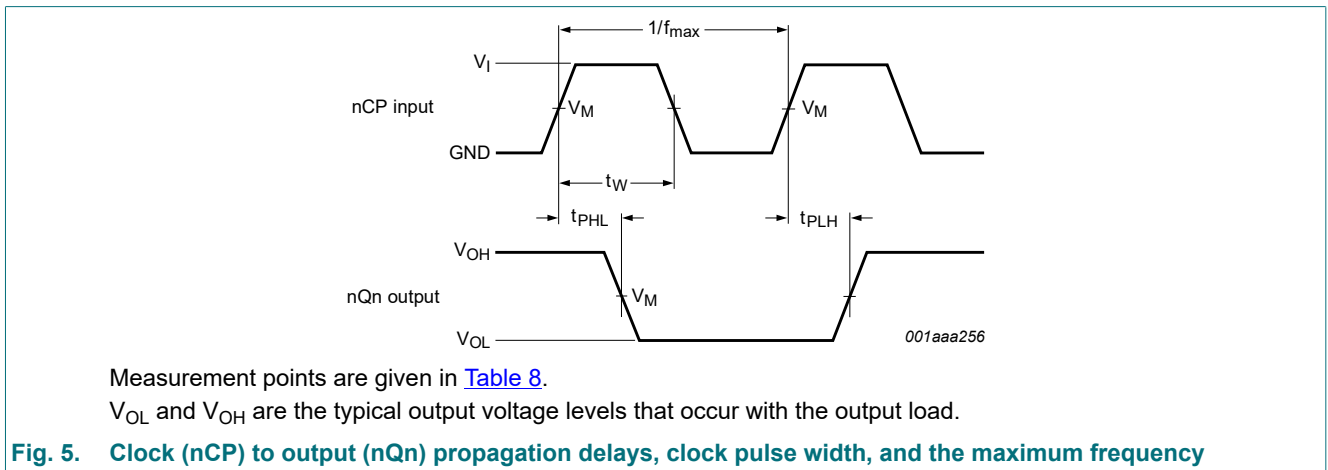 1/fmax
VI
nCP input
VM
VM
GND
tW
tPHL
tPLH
VOH
nQn output
VM
VOL
001aaa256
Measurement points are given in Table 8.
VOL and VOH are the typical output voltage levels that occur with the output load.
Fig. 5. Clock (nCP) to output (nQn) propagation delays, clock pulse width, and the maximum frequency